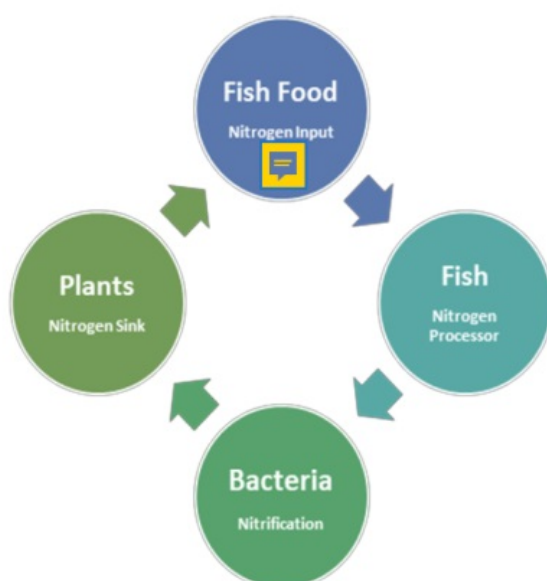 Fish Food
Nitrogen Input
Fish
Nitrogen
Processor
Plants
Nitrogen Sink
Bacteria
Nitrification